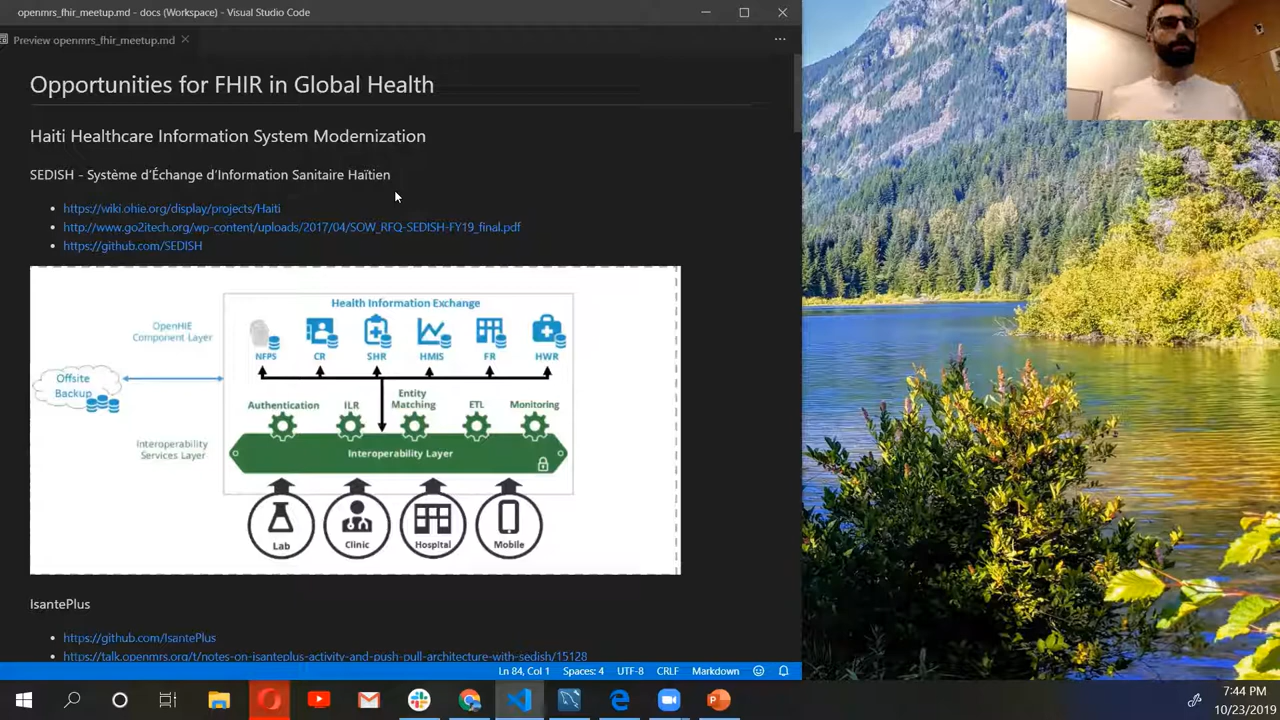 openmrs_fhir_meetup.md - docs (Workspace) - Visual Studio Code
Preview openmrs_fhir_meetup.md
Opportunities for FHIR in Global Health
Haiti Healthcare Information System Modernization
SEDISH - Système d'Échange d'Information Sanitaire Haïtien
https://wiki.ohie.org/display/projects/Haiti
http://www.go2itech.org/wp-content/uploads/2017/04/SOW_RFQ-SEDISH-FY19_final.pdf
https://github.com/SEDISH
Health Information Exchange
OpenHIE
Component Layer
NFPS CR SHR HMIS FR HWR
Offsite
Backup
Authentication ILR Entity Matching ETL Monitoring
Interoperability
Services Layer
Interoperability Layer
Lab Clinic Hospital Mobile
IsantePlus
https://github.com/IsantePlus
https://talk.openmrs.org/t/notes-on-isanteplus-activity-and-push-pull-architecture-with-sedish/15128
Ln 84, Col 1 Spaces: 4 UTF-8 CRLF Markdown
7:44 PM
10/23/2019